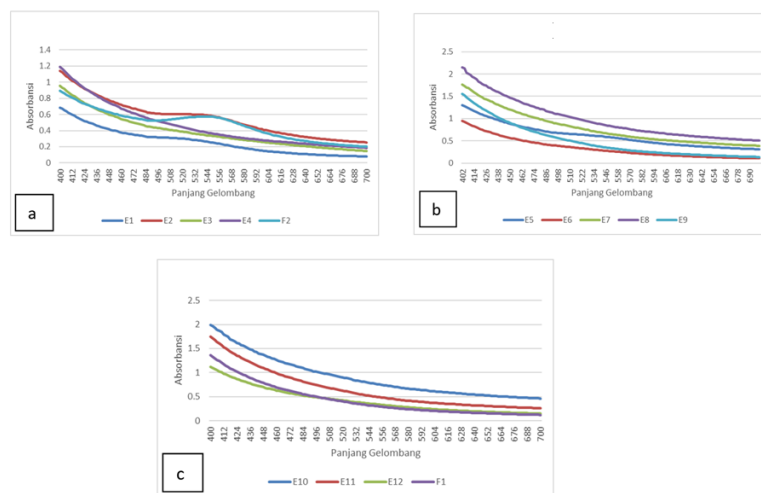 1.4
1.2
1
0.8
0.6
0.4
0.2
0
Absorbansi
400 412 424 436 448 460 472 484 496 508 520 532 544 556 568 580 592 604 616 628 640 652 664 676 688 700
Panjang Gelombang
E1 E2 E3 E4 F2
a
2.5
2
1.5
1
0.5
0
Absorbansi
402 414 426 438 450 462 474 486 498 510 522 534 546 558 570 582 594 606 618 630 642 654 666 678 690
Panjang Gelombang
E5 E6 E7 E8 E9
b
2.5
2
1.5
1
0.5
0
Absorbansi
400 412 424 436 448 460 472 484 496 508 520 532 544 556 568 580 592 604 616 628 640 652 664 676 688 700
Panjang Gelombang
E10 E11 E12 F1
c